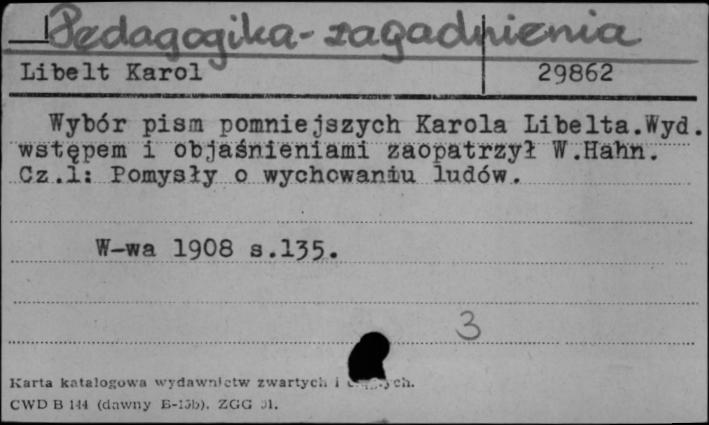 Pedagogika-zagadnienia
Libelt Karol 29862
Wybór pism pomniejszych Karola Libelta.Wyd.
wstępem i objaśnieniami zaopatrzył W.Hahn.
Cz.1: Pomysły o wychowaniu ludów.
W-wa 1908 s.135.
3
Karta katalogowa wydawnictw zwartych i
CWD B 144 (dawny B-15b). ZGG